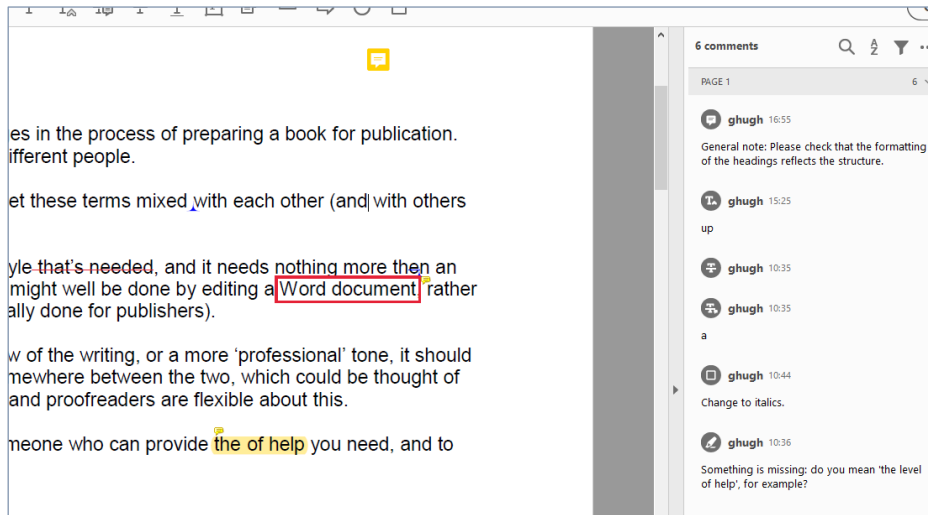 6 comments
PAGE 1
6
es in the process of preparing a book for publication.
ifferent people.
et these terms mixed with each other (and with others
yle that's needed, and it needs nothing more then an
might well be done by editing a Word document, rather
ally done for publishers).
w of the writing, or a more ‘professional’ tone, it should
mewhere between the two, which could be thought of
and proofreaders are flexible about this.
meone who can provide the of help you need, and to
ghugh 16:55
General note: Please check that the formatting
of the headings reflects the structure.
ghugh 15:25
up
ghugh 10:35
ghugh 10:35
a
ghugh 10:44
Change to italics.
ghugh 10:36
Something is missing: do you mean 'the level
of help', for example?